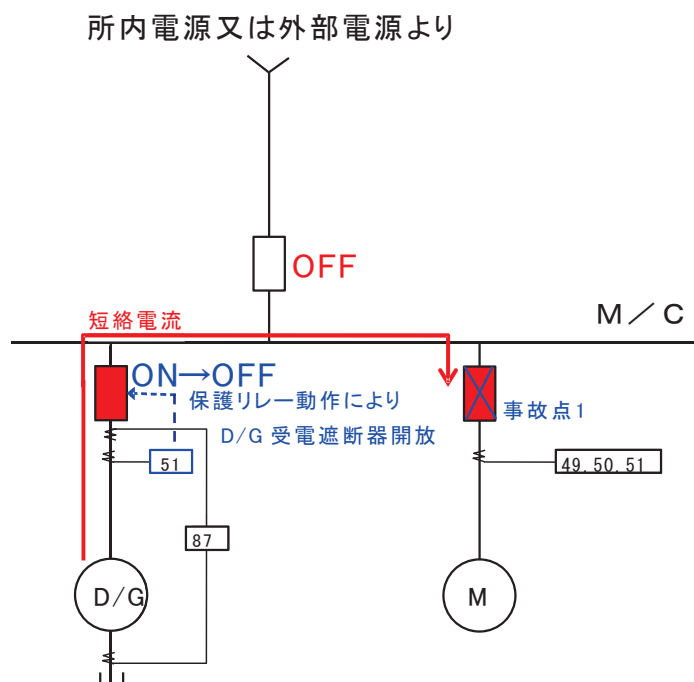 所内電源又は外部電源より
OFF
M/C
短絡電流
ON→OFF
保護リレー動作により
D/G 受電遮断器開放
事故点1
51
49. 50. 51
87
D/G
M